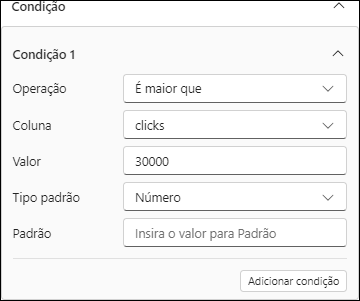 Condição
Condição 1
Operação
É maior que
Coluna
clicks
Valor
30000
Tipo padrão
Número
Padrão
Insira o valor para Padrão
Adicionar condição